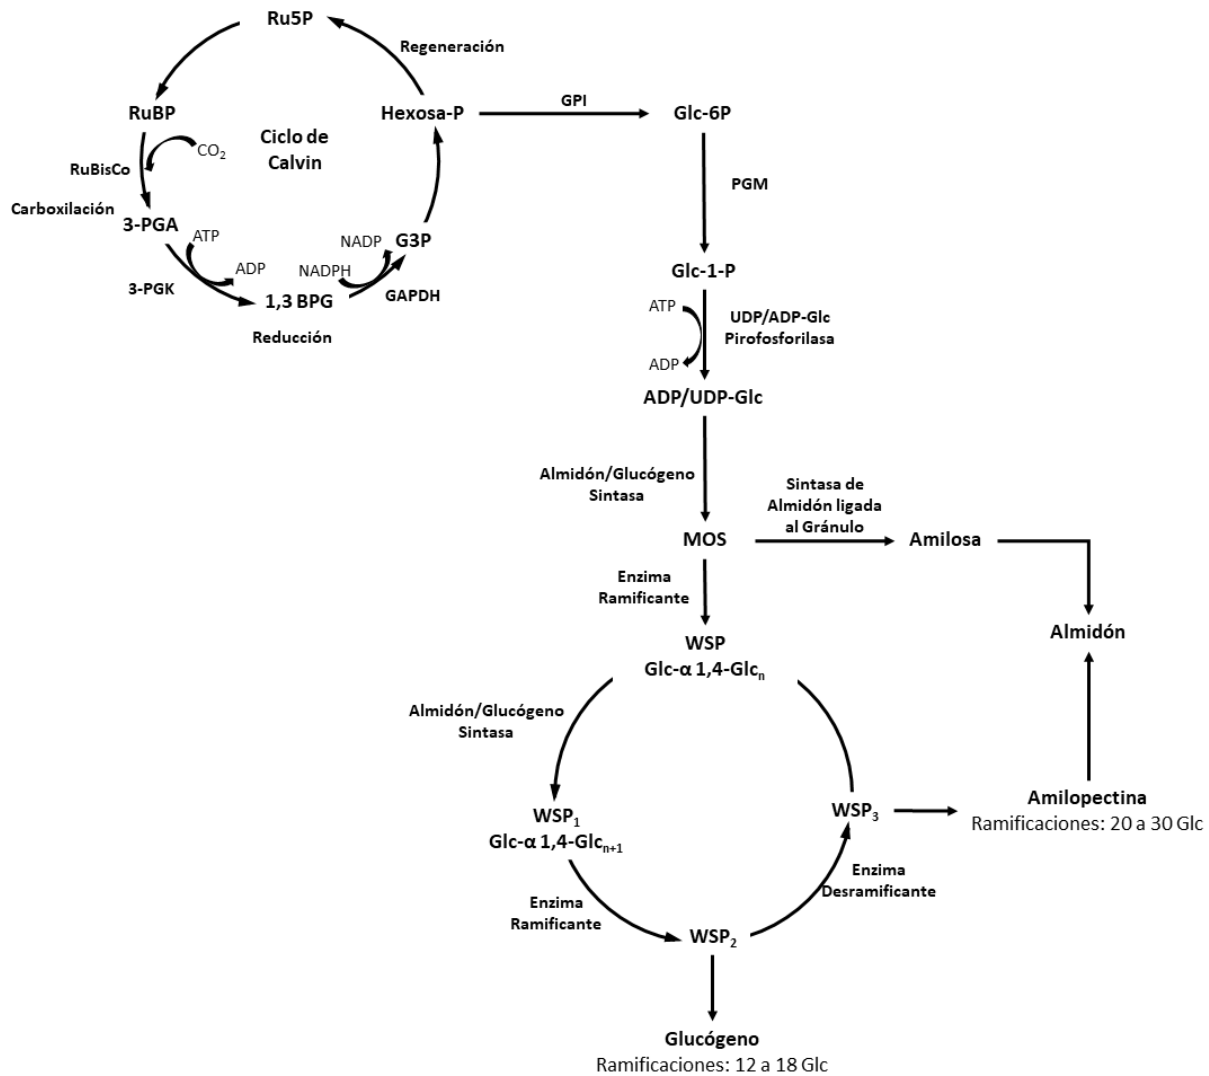 Ru5P
Regeneración
RuBP
Hexosa-P
GPI
Glc-6P
Ciclo de
Calvin
CO₂
RuBisCo
PGM
Carboxilación
3-PGA
ATP
NADP
G3P
ADP
NADPH
3-PGK
1,3 BPG
GAPDH
Reducción
Glc-1-P
ATP
UDP/ADP-Glc
Pirofosforilasa
ADP
ADP/UDP-Glc
Almidón/Glucógeno
Sintasa
Sintasa de
Almidón ligada
al Gránulo
MOS
Amilosa
Enzima
Ramificante
Almidón
WSP
Glc-α 1,4-Glcₙ
Almidón/Glucógeno
Sintasa
WSP₁
Glc-α 1,4-Glcₙ₊₁
WSP₃
Amilopectina
Ramificaciones: 20 a 30 Glc
Enzima
Desramificante
Enzima
Ramificante
WSP₂
Glucógeno
Ramificaciones: 12 a 18 Glc